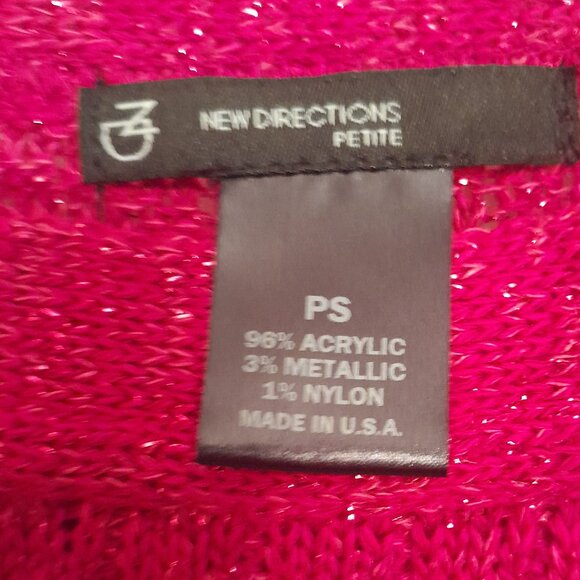 NEW DIRECTIONS
PETITE
PS
96% ACRYLIC
3% METALLIC
1% NYLON
MADE IN U.S.A.